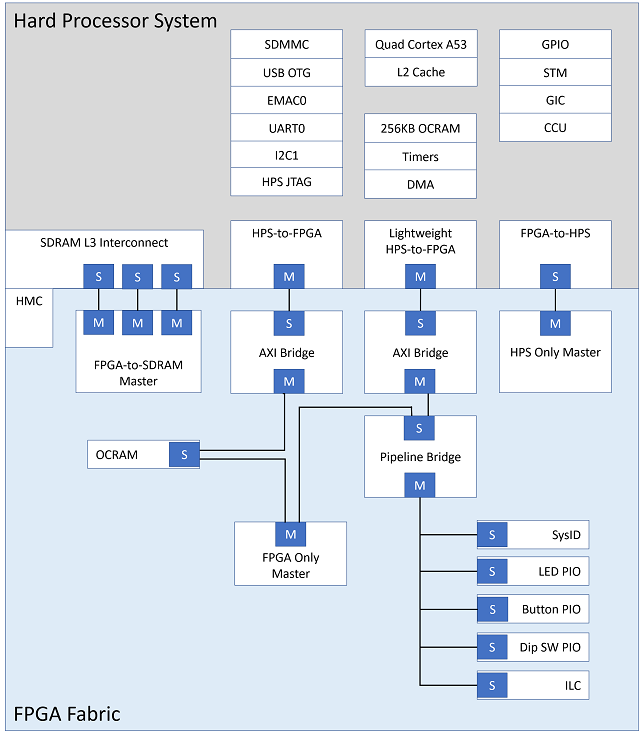 Hard Processor System
SDMMC
USB OTG
EMAC0
UART0
I2C1
HPS JTAG
Quad Cortex A53
L2 Cache
256KB OCRAM
Timers
DMA
GPIO
STM
GIC
CCU
SDRAM L3 Interconnect
S
S
S
HPS-to-FPGA
M
Lightweight
HPS-to-FPGA
M
FPGA-to-HPS
S
HMC
M
M
M
FPGA-to-SDRAM
Master
S
AXI Bridge
M
S
AXI Bridge
M
M
HPS Only Master
OCRAM
S
S
Pipeline Bridge
M
M
FPGA Only
Master
S
SysID
S
LED PIO
S
Button PIO
S
Dip SW PIO
S
ILC
FPGA Fabric